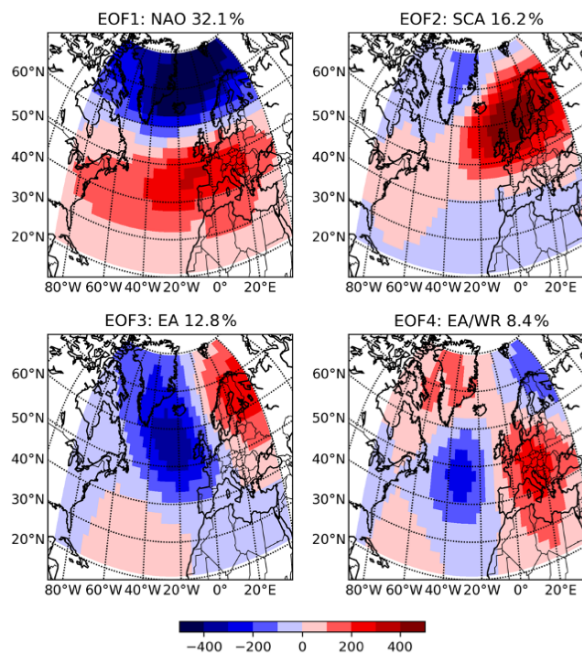 EOF1: NAO 32.1%
EOF2: SCA 16.2%
60°N
50°N
40°N
30°N
20°N
80°W 60°W 40°W 20°W 0° 20°E
60°N
50°N
40°N
30°N
20°N
80°W 60°W 40°W 20°W 0° 20°E
EOF3: EA 12.8%
EOF4: EA/WR 8.4%
60°N
50°N
40°N
30°N
20°N
80°W 60°W 40°W 20°W 0° 20°E
60°N
50°N
40°N
30°N
20°N
80°W 60°W 40°W 20°W 0° 20°E
−400 −200 0 200 400